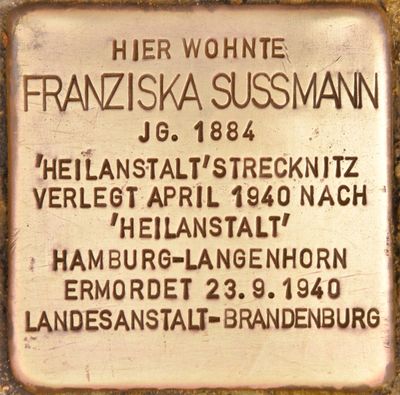 HIER WOHNTE
FRANZISKA SUSSMANN
JG. 1884
'HEILANSTALT' STRECKNITZ
VERLEGT APRIL 1940 NACH
'HEILANSTALT'
HAMBURG-LANGENHORN
ERMORDET 23.9.1940
LANDESANSTALT-BRANDENBURG